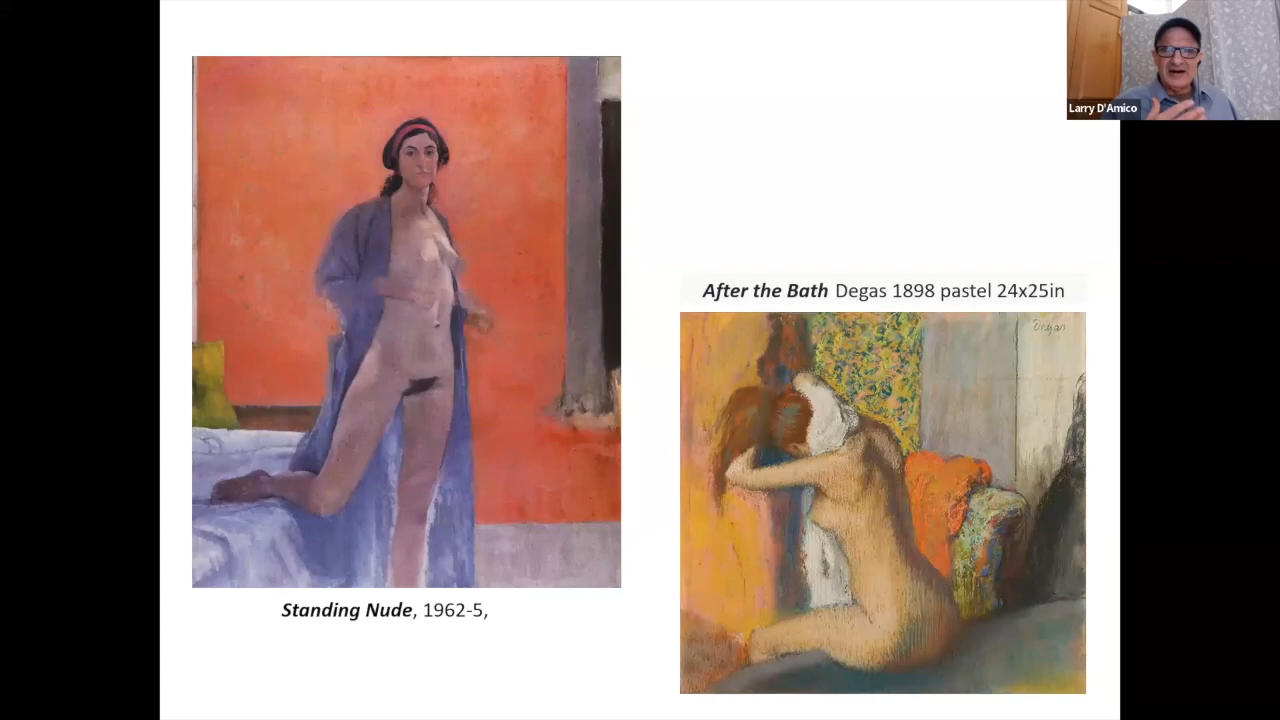 Larry D'Amico
After the Bath Degas 1898 pastel 24x25in
Degas
Standing Nude, 1962-5,